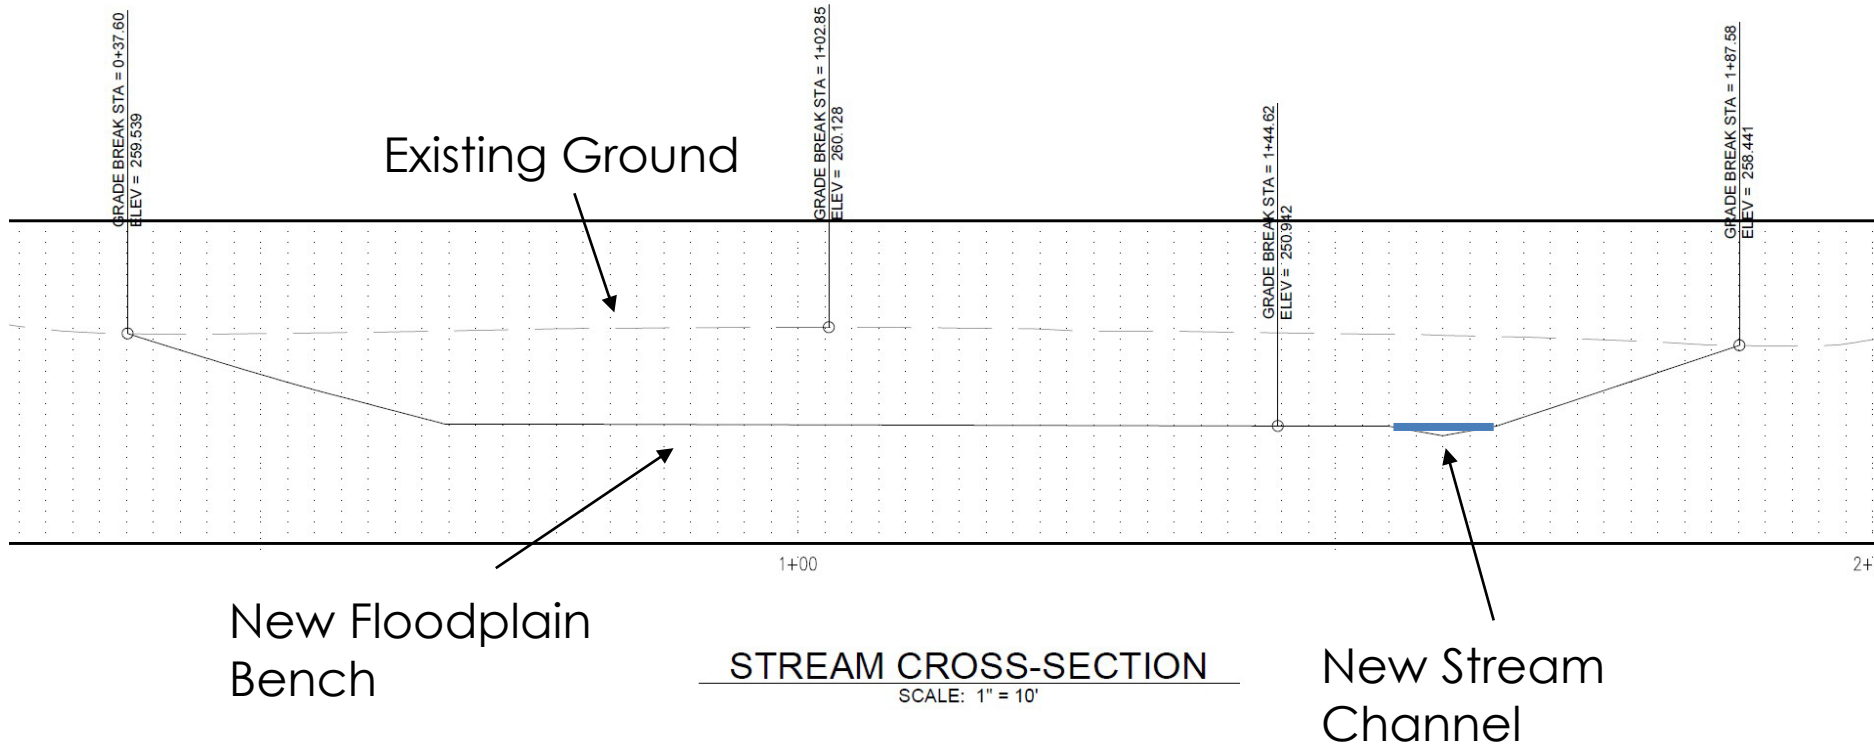 GRADE BREAK STA = 0+37.60
ELEV = 259.539
GRADE BREAK STA = 1+02.85
ELEV = 260.128
GRADE BREAK STA = 1+44.62
ELEV = 250.942
GRADE BREAK STA = 1+87.58
ELEV = 258.441
Existing Ground
1+00
2+
New Floodplain
Bench
STREAM CROSS-SECTION
SCALE: 1" = 10'
New Stream
Channel